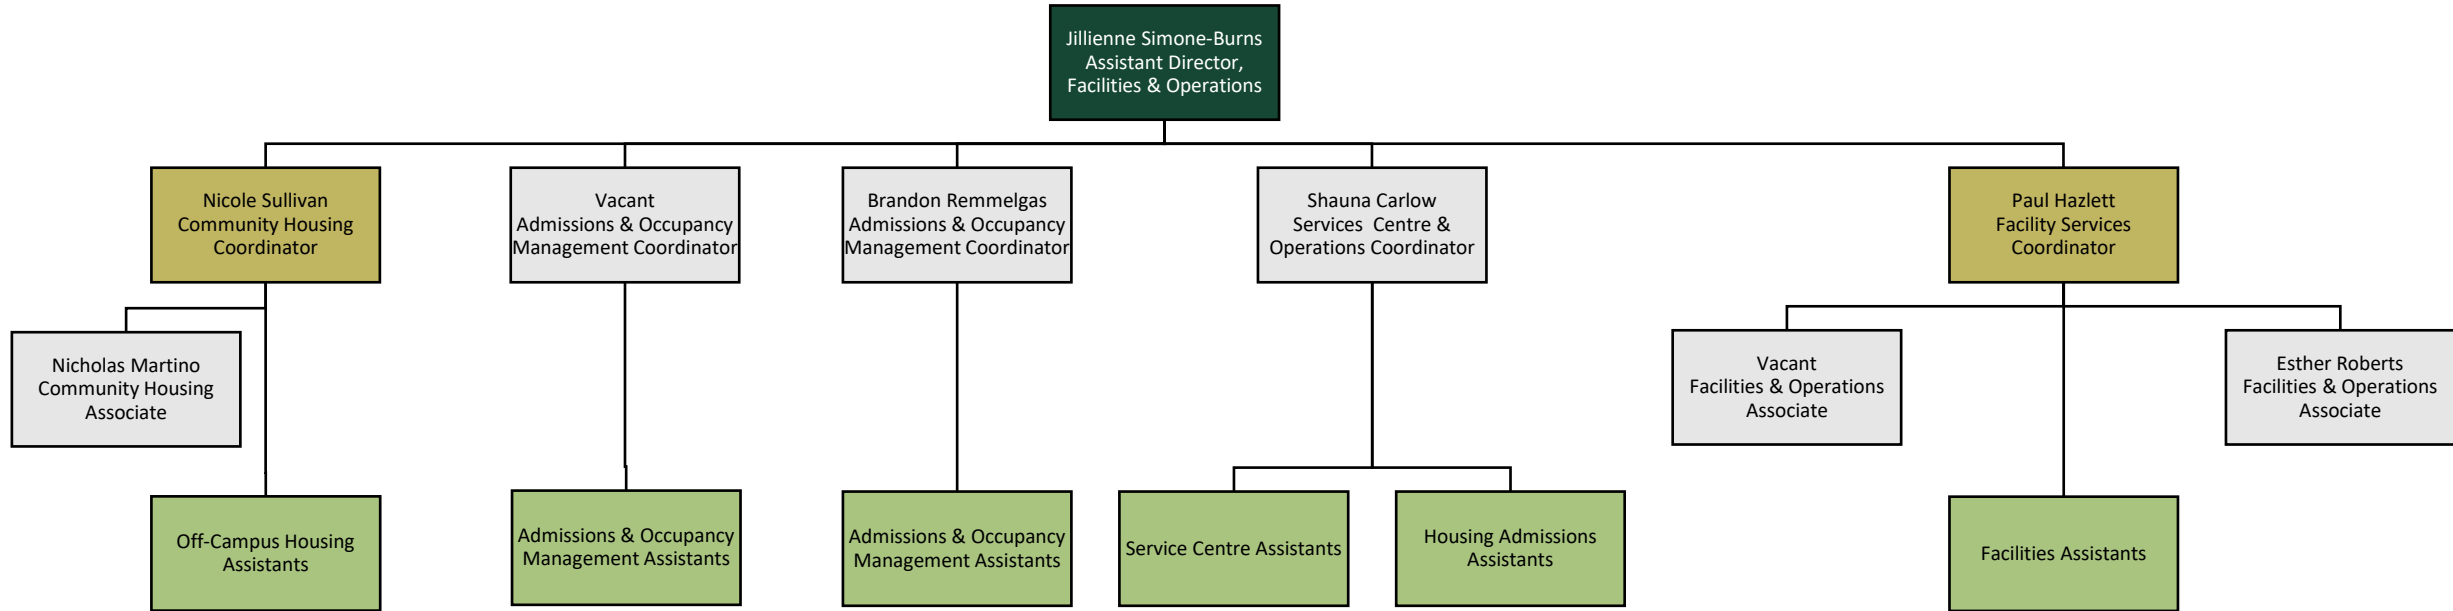 Jillienne Simone-Burns
Assistant Director,
Facilities & Operations
Nicole Sullivan
Community Housing
Coordinator
Vacant
Admissions & Occupancy
Management Coordinator
Brandon Remmelgas
Admissions & Occupancy
Management Coordinator
Shauna Carlow
Services  Centre &
Operations Coordinator
Paul Hazlett
Facility Services
Coordinator
Nicholas Martino
Community Housing
Associate
Vacant
Facilities & Operations
Associate
Esther Roberts
Facilities & Operations
Associate
Off-Campus Housing
Assistants
Admissions & Occupancy
Management Assistants
Admissions & Occupancy
Management Assistants
Service Centre Assistants
Housing Admissions
Assistants
Facilities Assistants